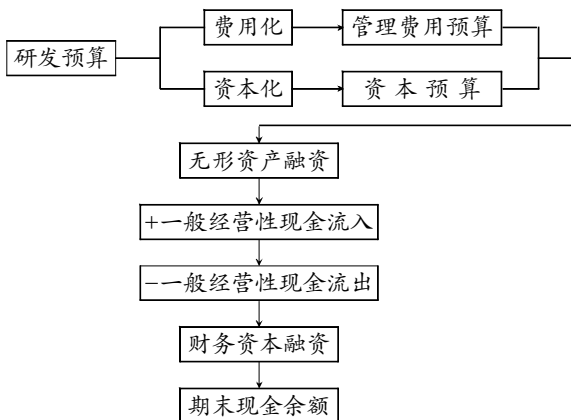 费用化
管理费用预算
研发预算
资本化
资本预算
无形资产融资
+一般经营性现金流入
−一般经营性现金流出
财务资本融资
期末现金余额